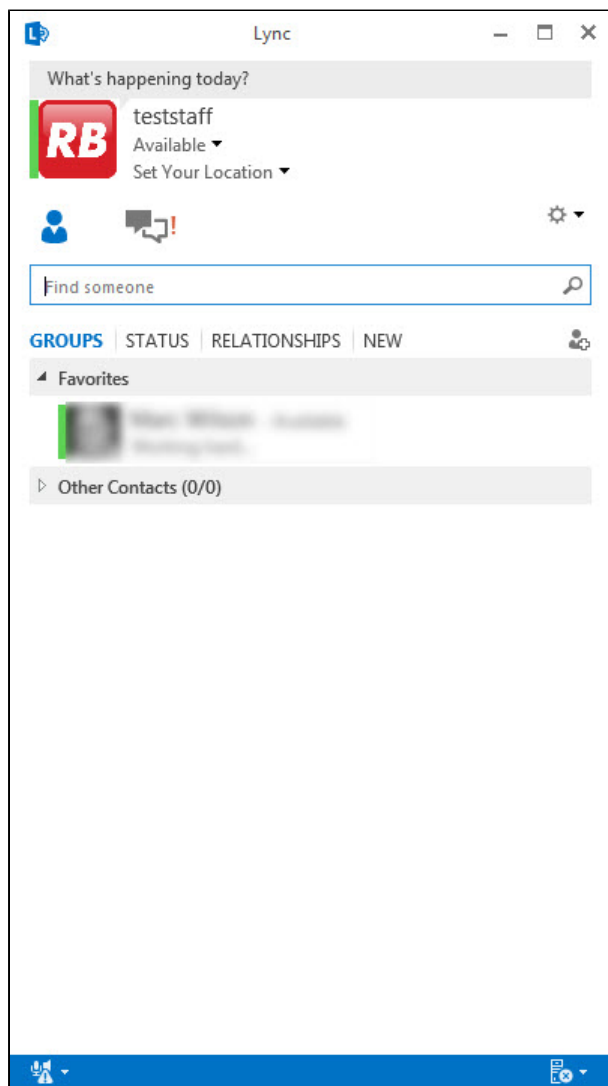 Lync
What's happening today?
RB
teststaff
Available
Set Your Location
!
Find someone
GROUPS STATUS RELATIONSHIPS NEW
Favorites
Other Contacts (0/0)